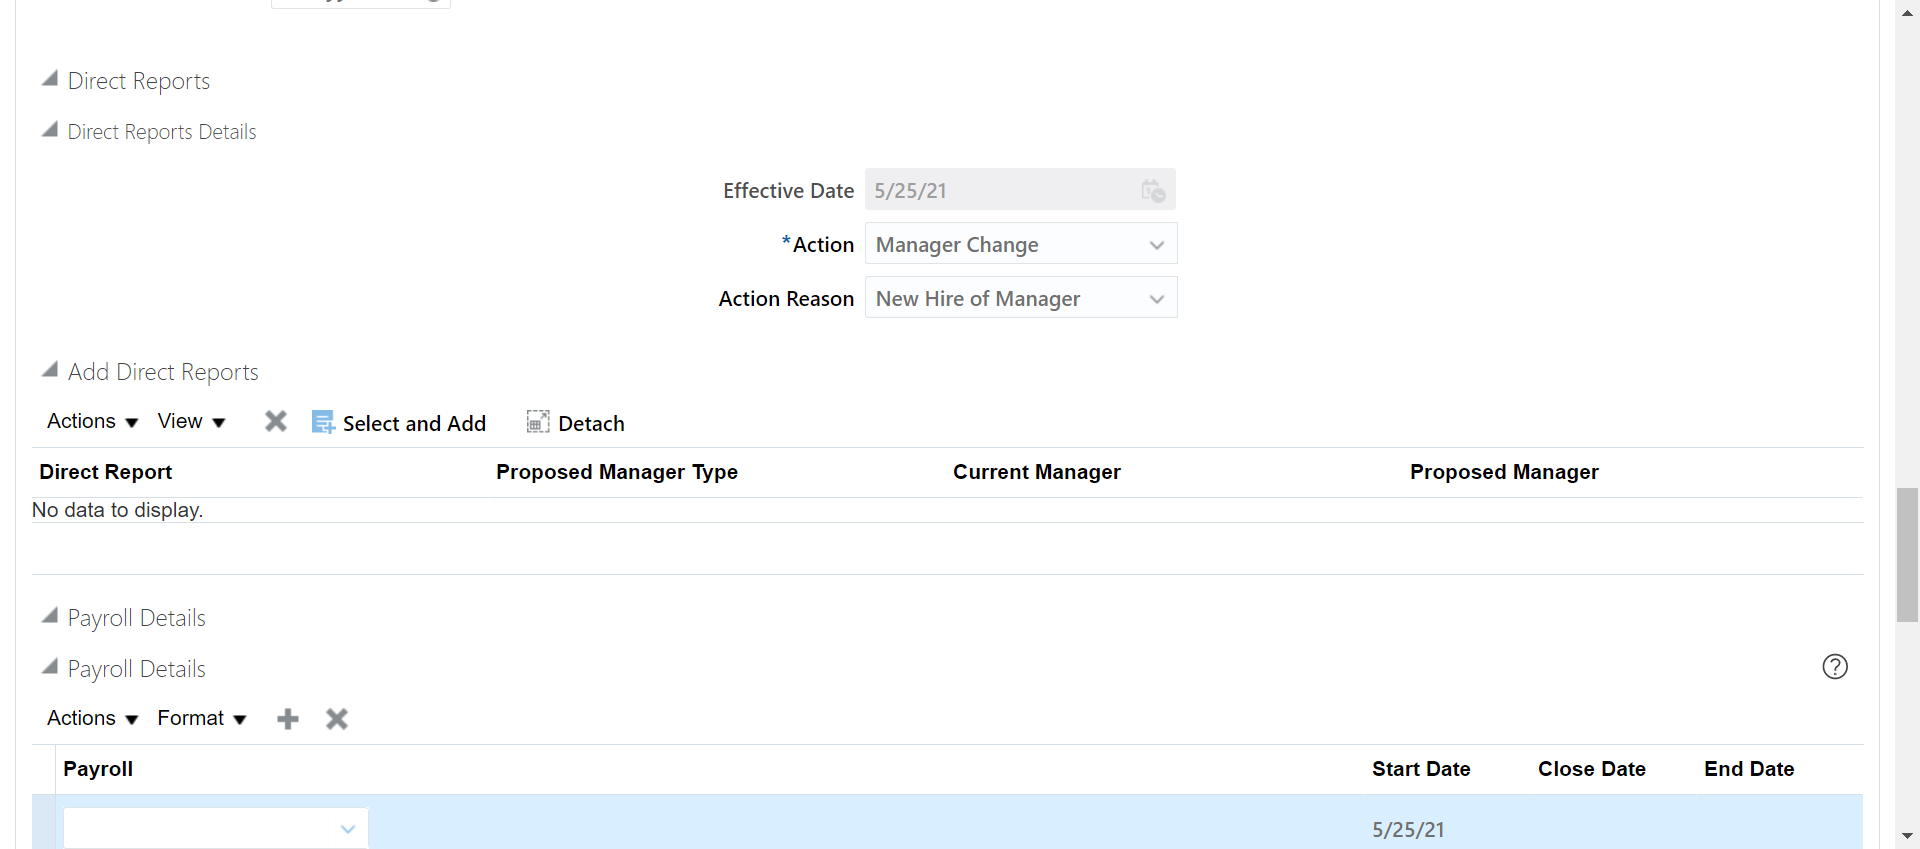 Direct Reports
Direct Reports Details
Effective Date 5/25/21
*Action Manager Change
Action Reason New Hire of Manager
Add Direct Reports
Actions View Select and Add Detach
Direct Report Proposed Manager Type Current Manager Proposed Manager
No data to display.
Payroll Details
Payroll Details
Actions Format
Payroll Start Date Close Date End Date
5/25/21